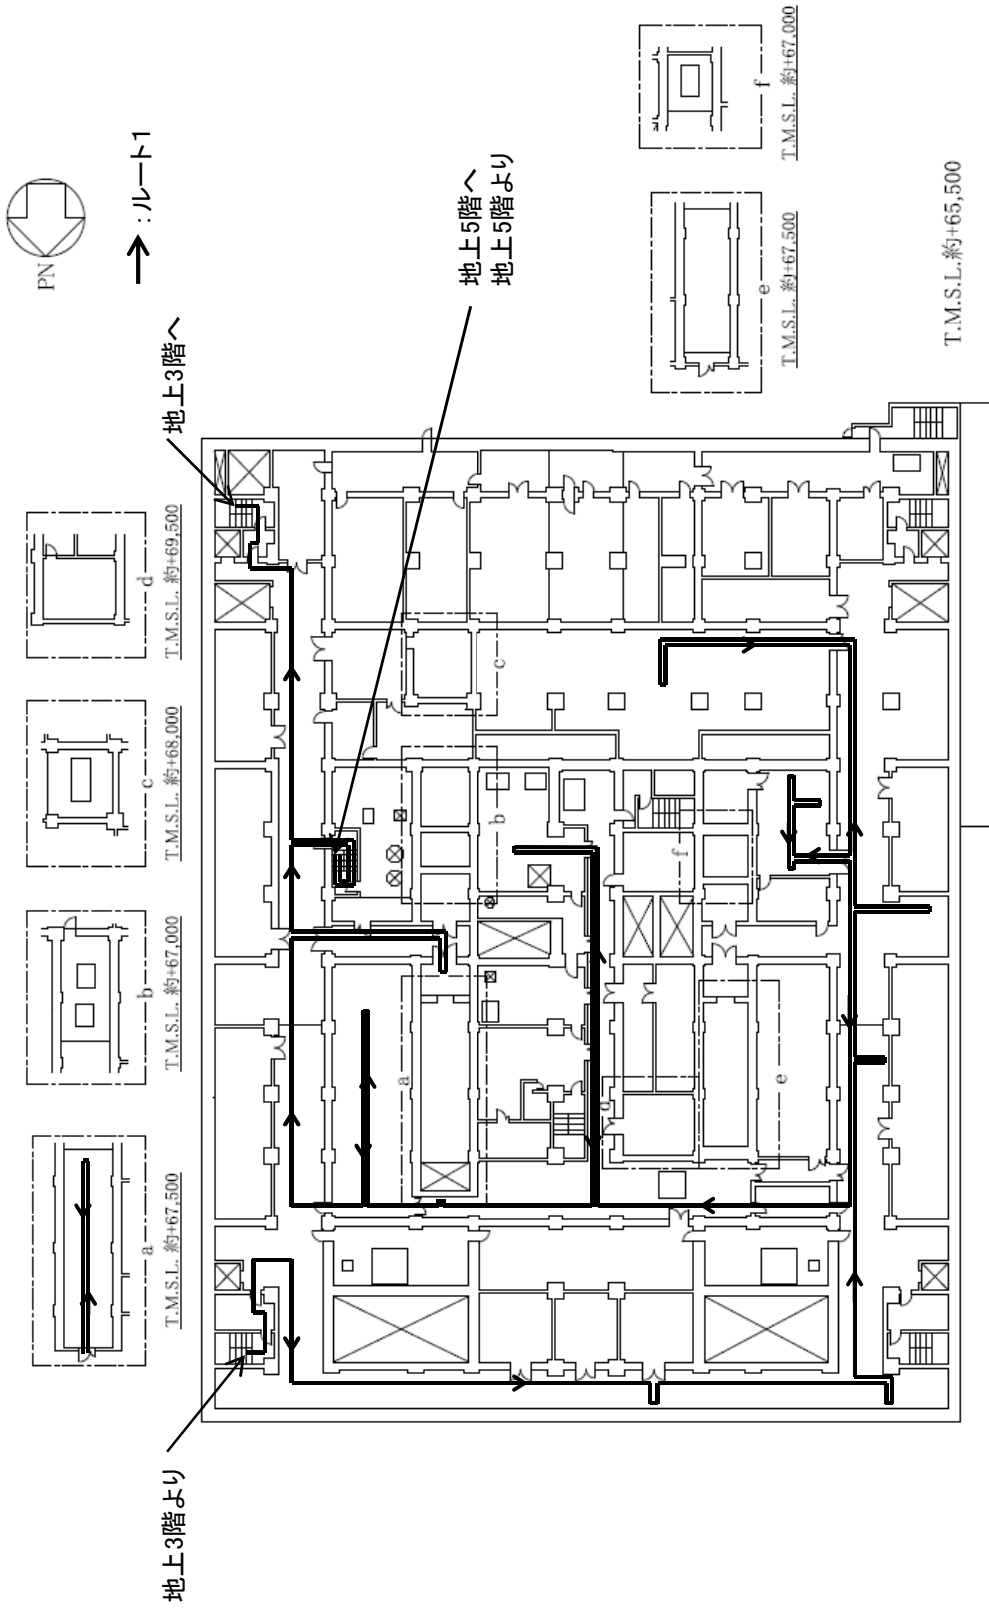 PN
:ルート1
地上3階より
地上3階へ
地上5階へ
地上5階より
a
T.M.S.L. 約+67,500
b
T.M.S.L. 約+67,000
c
T.M.S.L. 約+68,000
d
T.M.S.L. 約+69,500
e
T.M.S.L. 約+67,500
f
T.M.S.L. 約+67,000
a
b
c
d
e
f
T.M.S.L.約+65,500